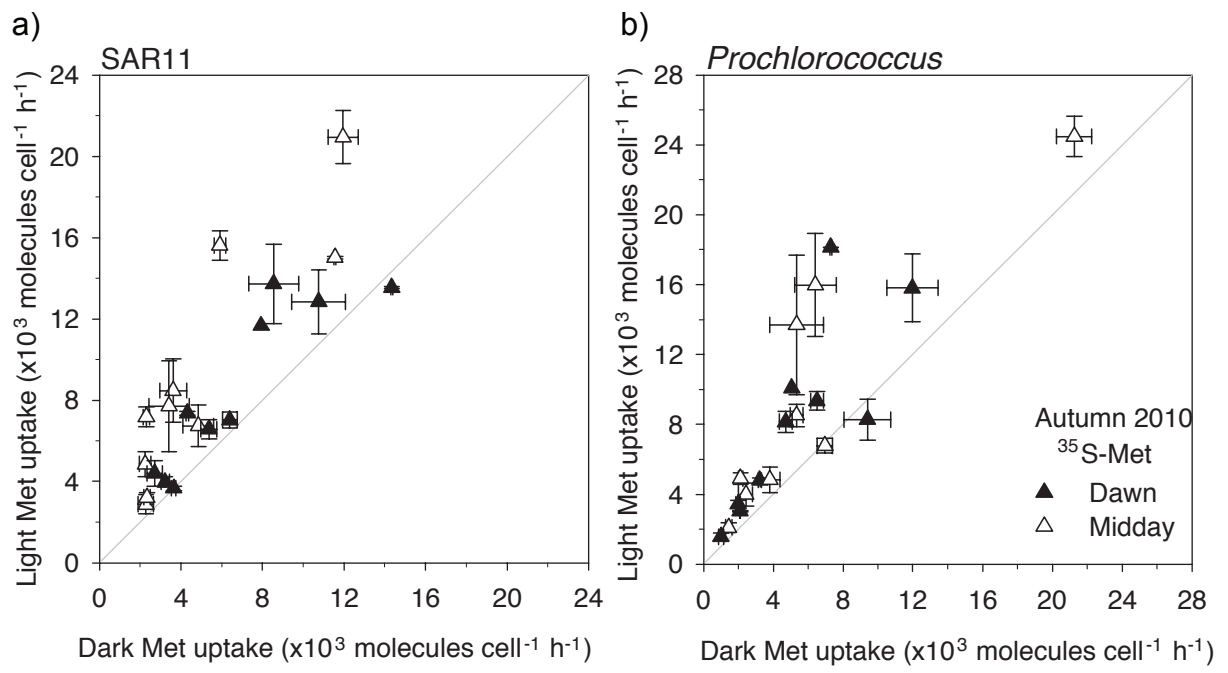 a)
SAR11
Light Met uptake (x10³ molecules cell⁻¹ h⁻¹)
24
20
16
12
8
4
0
0 4 8 12 16 20 24
Dark Met uptake (x10³ molecules cell⁻¹ h⁻¹)
b)
Prochlorococcus
Light Met uptake (x10³ molecules cell⁻¹ h⁻¹)
28
24
20
16
12
8
4
0
Autumn 2010
³⁵S-Met
Dawn
Midday
0 4 8 12 16 20 24 28
Dark Met uptake (x10³ molecules cell⁻¹ h⁻¹)